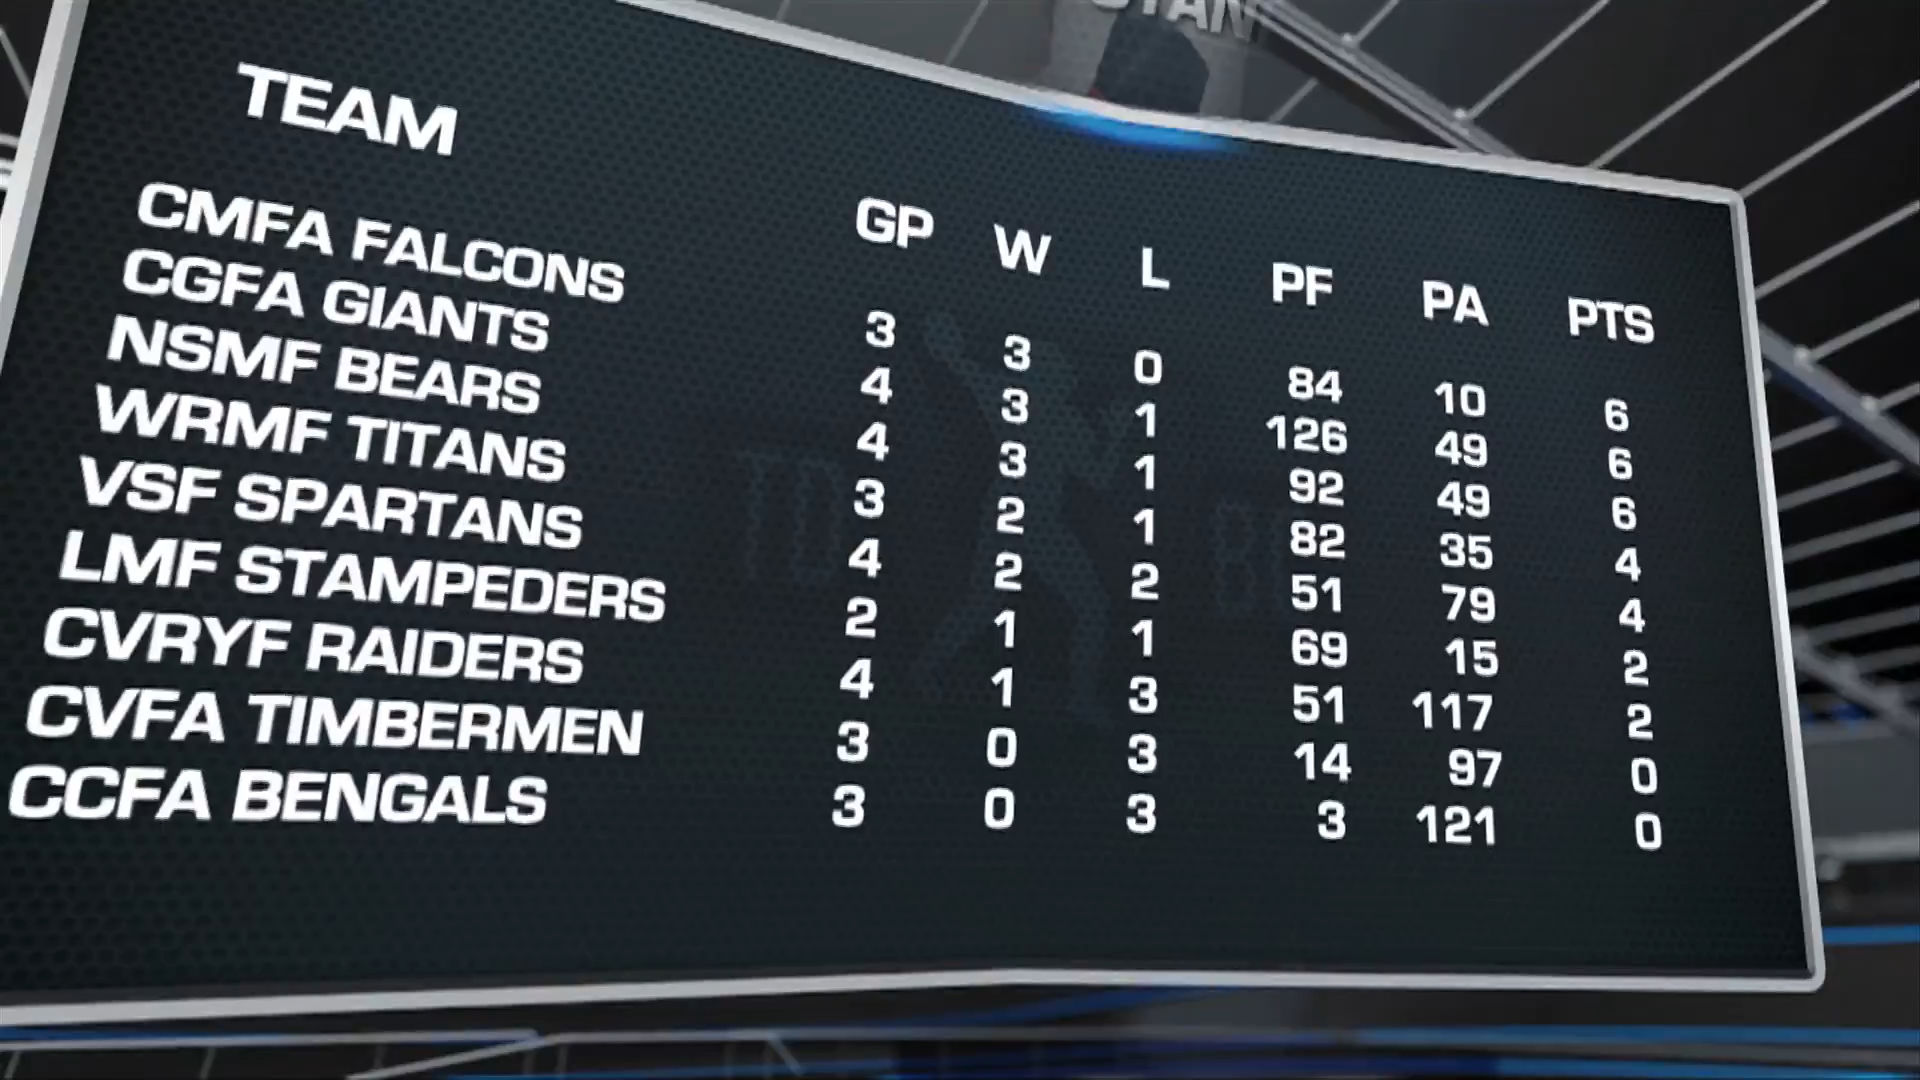 TEAM GP W L PF PA PTS
CMFA FALCONS 3 3 0 84 10 6
CGFA GIANTS 4 3 1 126 49 6
NSMF BEARS 4 3 1 92 49 6
WRMF TITANS 3 2 1 82 35 4
VSF SPARTANS 4 2 2 51 79 4
LMF STAMPEDERS 2 1 1 69 15 2
CVRYF RAIDERS 4 1 3 51 117 2
CVFA TIMBERMEN 3 0 3 14 97 0
CCFA BENGALS 3 0 3 3 121 0